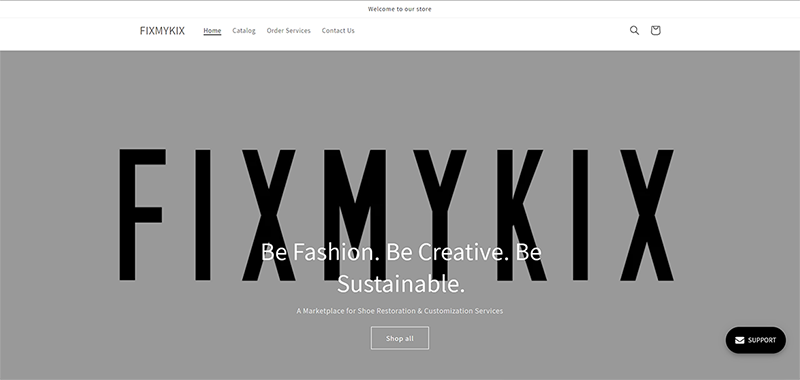 Welcome to our store
FIXMYKIX
Home Catalog Order Services Contact Us
FIXMYKIX
Be Fashion. Be Creative. Be
Sustainable.
A Marketplace for Shoe Restoration & Customization Services
Shop all
SUPPORT